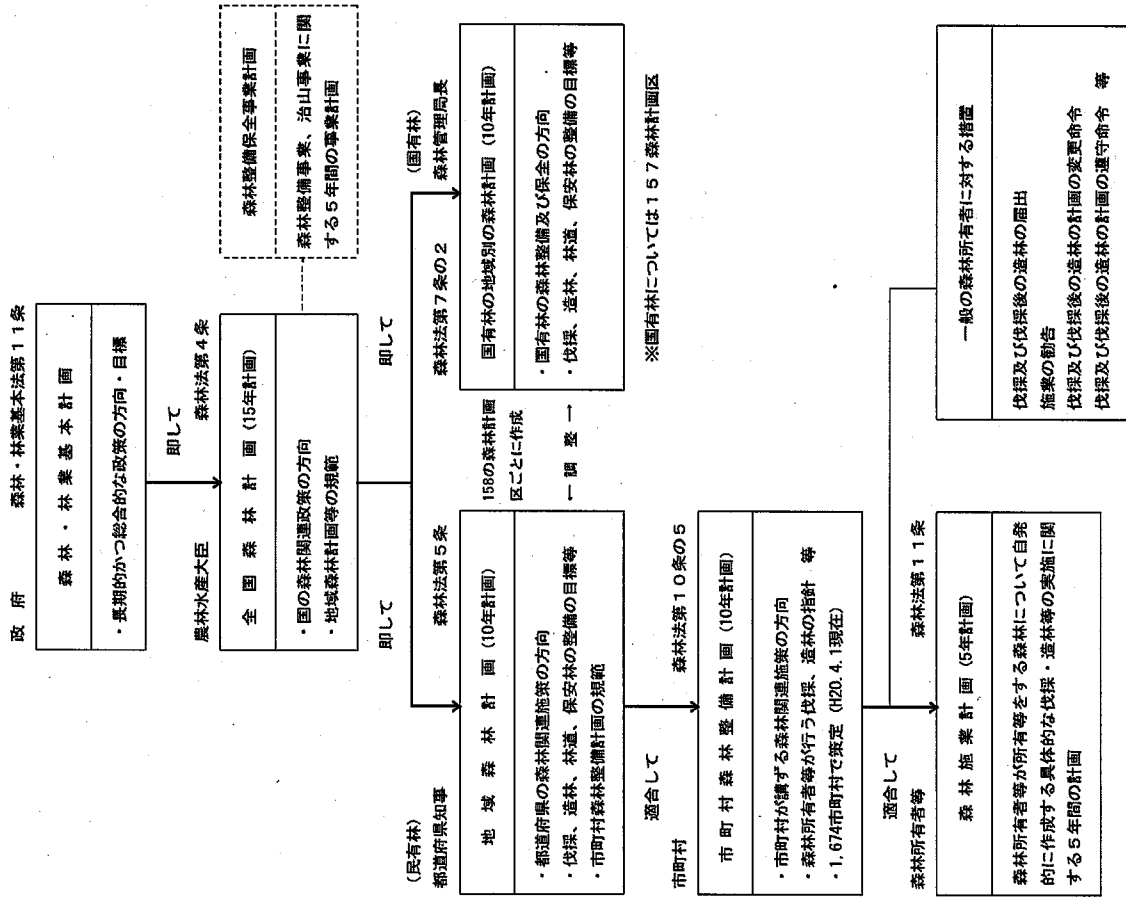 政府　森林・林業基本法第11条
森林・林業基本計画
・長期的かつ総合的な政策の方向・目標
即して
農林水産大臣　森林法第4条
全国森林計画 (15年計画)
・国の森林関連政策の方向
・地域森林計画等の規範
森林整備保全事業計画
森林整備事業、治山事業に関
する5年間の事業計画
即して
即して
(民有林)
都道府県知事　森林法第5条
地域森林計画 (10年計画)
・都道府県の森林関連施策の方向
・伐採、造林、林道、保安林の整備の目標等
・市町村森林整備計画の規範
158の森林計画
区ごとに作成
←調整→
(国有林)
森林法第7条の2　森林管理局長
国有林の地域別の森林計画 (10年計画)
・国有林の森林整備及び保全の方向
・伐採、造林、林道、保安林の整備の目標等
※国有林については157森林計画区
適合して
市町村　森林法第10条の5
市町村森林整備計画 (10年計画)
・市町村が講ずる森林関連施策の方向
・森林所有者等が行う伐採、造林の指針　等
・1,674市町村で策定 (H20.4.1現在)
適合して
森林所有者等　森林法第11条
森林施業計画 (5年計画)
森林所有者等が所有等をする森林について自発
的に作成する具体的な伐採・造林等の実施に関
する5年間の計画
一般の森林所有者に対する措置
伐採及び伐採後の造林の届出
施業の勧告
伐採及び伐採後の造林の計画の変更命令
伐採及び伐採後の造林の計画の遵守命令　等